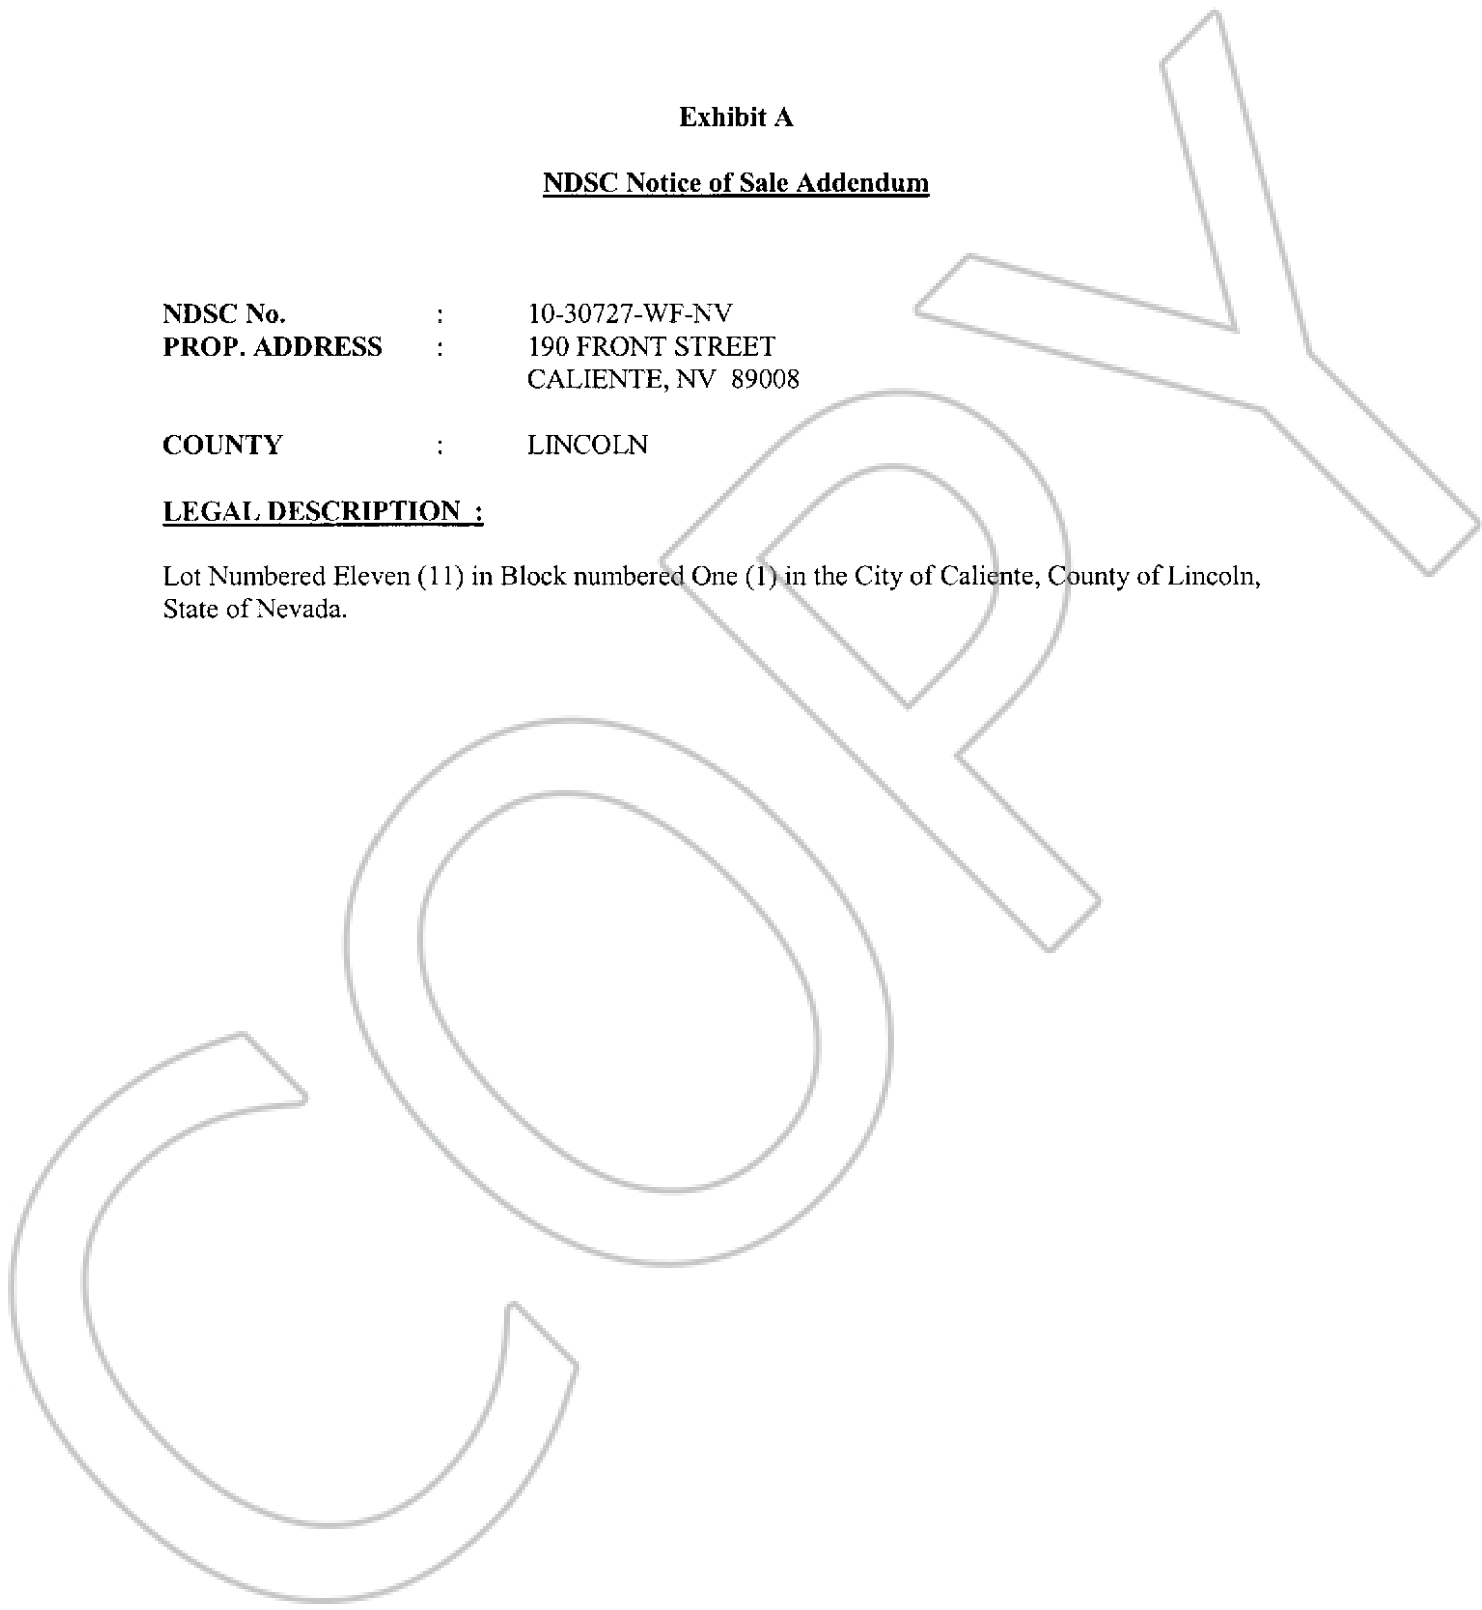 Exhibit A
NDSC Notice of Sale Addendum
NDSC No. : 10-30727-WF-NV
PROP. ADDRESS : 190 FRONT STREET
CALIENTE, NV 89008
COUNTY : LINCOLN
LEGAL DESCRIPTION :
Lot Numbered Eleven (11) in Block numbered One (1) in the City of Caliente, County of Lincoln,
State of Nevada.
COPY